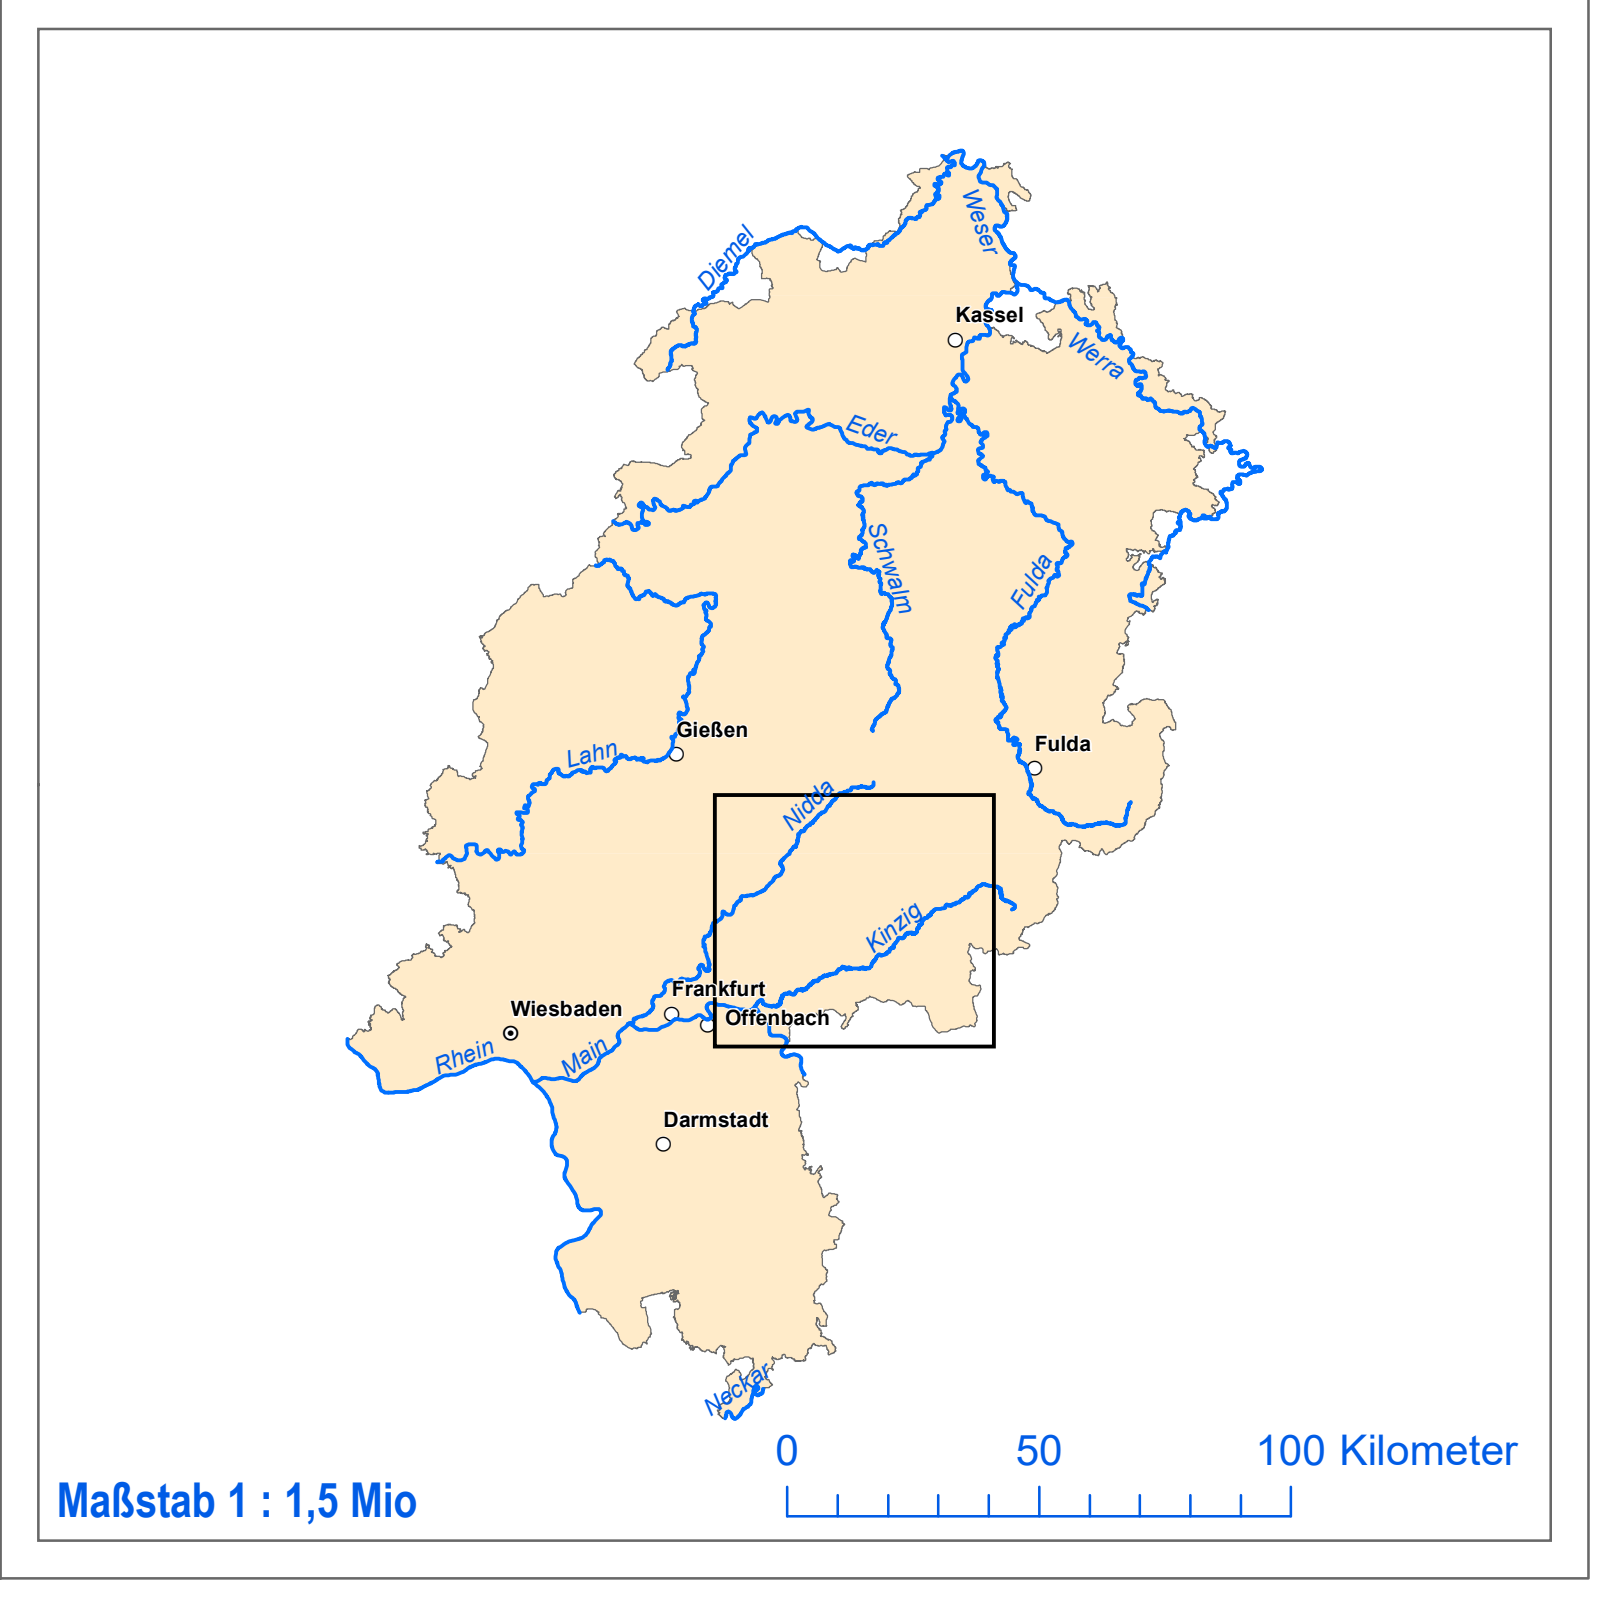 Weser
Diemel
Kassel
Werra
Eder
Schwalm
Fulda
Gießen
Fulda
Lahn
Nidda
Kinzig
Frankfurt
Wiesbaden
Offenbach
Rhein
Main
Darmstadt
Neckar
0 50 100 Kilometer
Maßstab 1 : 1,5 Mio